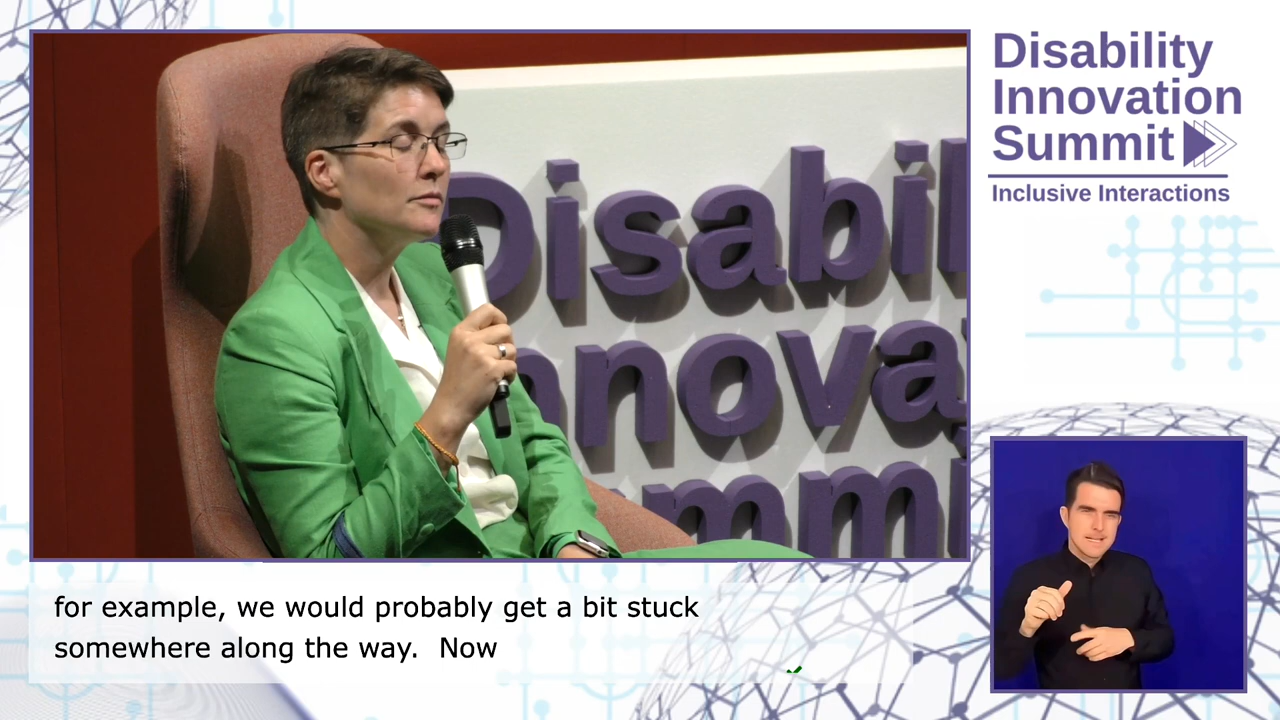 Disability
Innovation
Summit
Inclusive Interactions
Disabil
nnova
mmi
for example, we would probably get a bit stuck
somewhere along the way.  Now